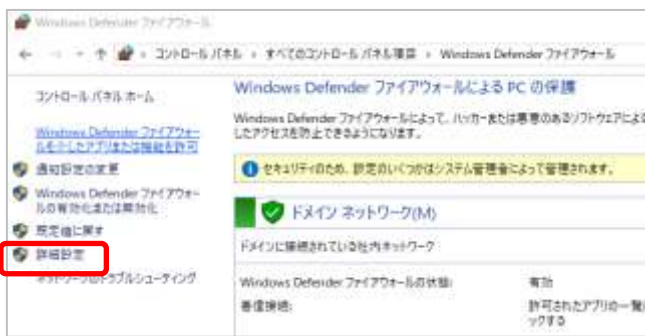 Windows Defender ファイアウォール
コントロール パネル › すべてのコントロール パネル項目 › Windows Defender ファイアウォール
コントロール パネル ホーム
Windows Defender ファイアウォー
ルを介したアプリまたは機能を許可
通知設定の変更
Windows Defender ファイアウォー
ルの有効化または無効化
既定値に戻す
詳細設定
ネットワークのトラブルシューティング
Windows Defender ファイアウォールによる PC の保護
Windows Defender ファイアウォールによって、ハッカーまたは悪意のあるソフトウェアによる
したアクセスを防止できるようになります。
セキュリティのため、設定のいくつかはシステム管理者によって管理されます。
ドメイン ネットワーク(M)
ドメインに接続されている社内ネットワーク
Windows Defender ファイアウォールの状態: 有効
着信接続: 許可されたアプリの一覧
ックする